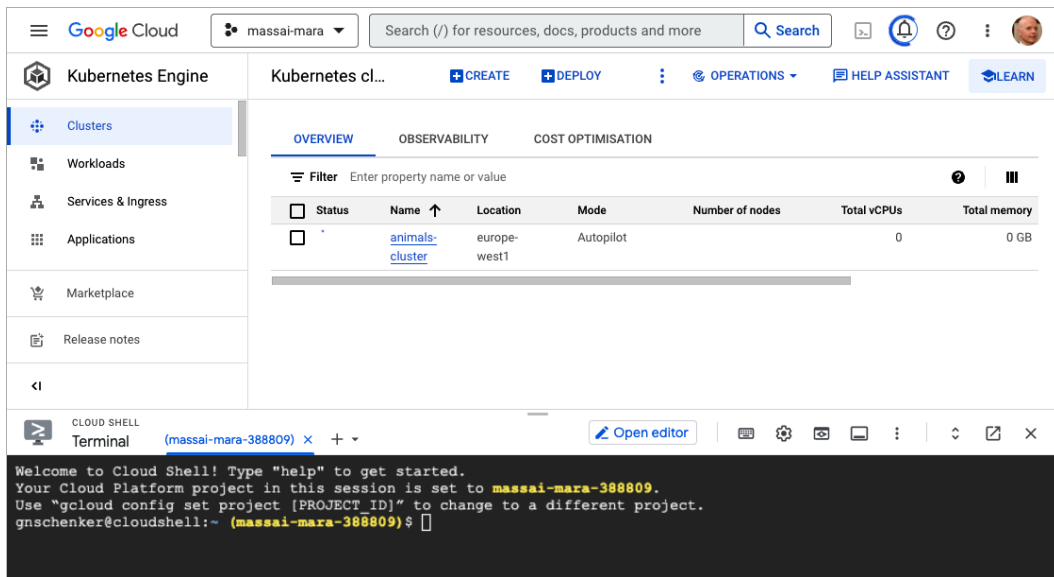 Google Cloud massai-mara Search (/) for resources, docs, products and more Search
Kubernetes Engine Kubernetes cl... CREATE DEPLOY OPERATIONS HELP ASSISTANT LEARN
Clusters
Workloads
Services & Ingress
Applications
Marketplace
Release notes
OVERVIEW OBSERVABILITY COST OPTIMISATION
Filter Enter property name or value
Status Name Location Mode Number of nodes Total vCPUs Total memory
animals- europe- Autopilot 0 0 GB
cluster west1
CLOUD SHELL
Terminal (massai-mara-388809) Open editor
Welcome to Cloud Shell! Type "help" to get started.
Your Cloud Platform project in this session is set to massai-mara-388809.
Use “gcloud config set project [PROJECT_ID]” to change to a different project.
gnschenker@cloudshell:~ (massai-mara-388809)$